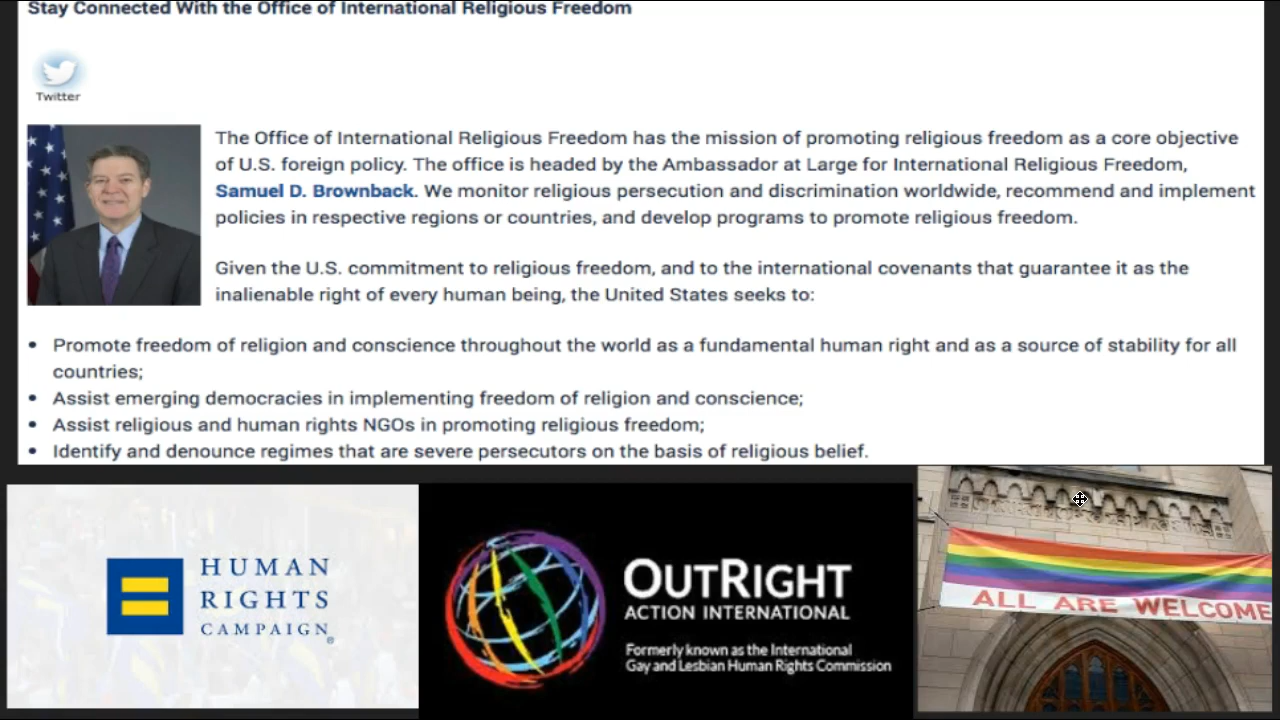 Stay Connected With the Office of International Religious Freedom
Twitter
The Office of International Religious Freedom has the mission of promoting religious freedom as a core objective
of U.S. foreign policy. The office is headed by the Ambassador at Large for International Religious Freedom,
Samuel D. Brownback. We monitor religious persecution and discrimination worldwide, recommend and implement
policies in respective regions or countries, and develop programs to promote religious freedom.
Given the U.S. commitment to religious freedom, and to the international covenants that guarantee it as the
inalienable right of every human being, the United States seeks to:
• Promote freedom of religion and conscience throughout the world as a fundamental human right and as a source of stability for all
countries;
• Assist emerging democracies in implementing freedom of religion and conscience;
• Assist religious and human rights NGOs in promoting religious freedom;
• Identify and denounce regimes that are severe persecutors on the basis of religious belief.
HUMAN
RIGHTS
CAMPAIGN®
OUTRIGHT
ACTION INTERNATIONAL
Formerly known as the International
Gay and Lesbian Human Rights Commission
ALL ARE WELCOME